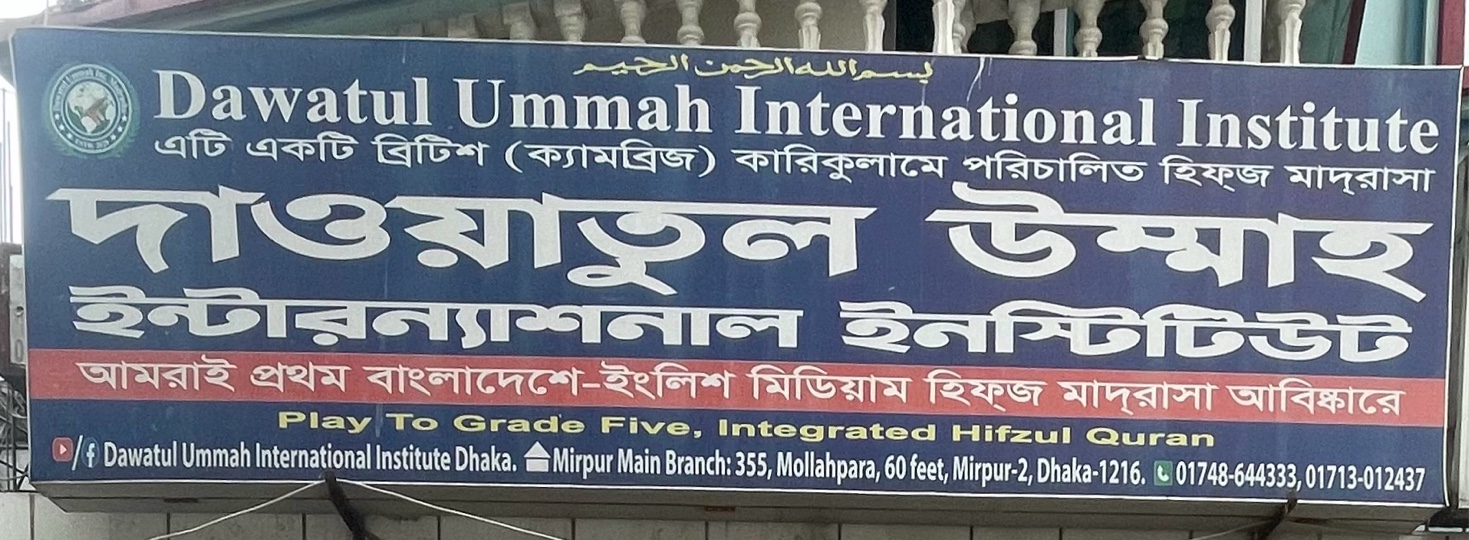 بسم الله الرحمن الرحيم
Dawatul Ummah International Institute
এটি একটি ব্রিটিশ (ক্যামব্রিজ) কারিকুলামে পরিচালিত হিফ্জ মাদ্রাসা
দাওয়াতুল উম্মাহ
ইন্টারন্যাশনাল ইনস্টিটিউট
আমরাই প্রথম বাংলাদেশে-ইংলিশ মিডিয়াম হিফ্জ মাদ্রাসা আবিষ্কারে
Play To Grade Five, Integrated Hifzul Quran
/f Dawatul Ummah International Institute Dhaka. Mirpur Main Branch: 355, Mollahpara, 60 feet, Mirpur-2, Dhaka-1216. 01748-644333, 01713-012437